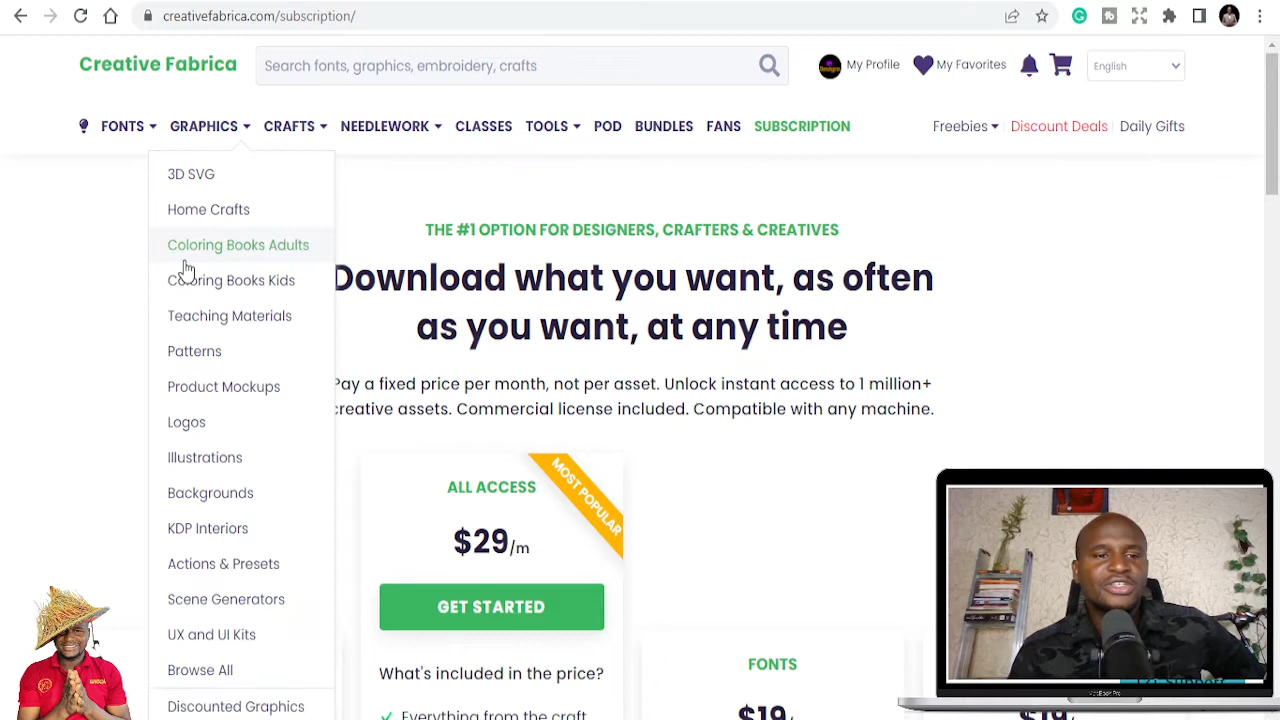 creativefabrica.com/subscription/
Creative Fabrica
Search fonts, graphics, embroidery, crafts
My Profile
My Favorites
English
FONTS
GRAPHICS
CRAFTS
NEEDLEWORK
CLASSES
TOOLS
POD
BUNDLES
FANS
SUBSCRIPTION
Freebies
Discount Deals
Daily Gifts
3D SVG
Home Crafts
Coloring Books Adults
Coloring Books Kids
Teaching Materials
Patterns
Product Mockups
Logos
Illustrations
Backgrounds
KDP Interiors
Actions & Presets
Scene Generato
UX and UI Kits
Browse All
Discounted Graphics
THE #1 OPTION FOR DESIGNERS, CRAFTERS & CREATIVES
Download what you want, as often
as you want, at any time
Pay a fixed price per month, not per asset. Unlock instant access to 1 million+
creative assets. Commercial license included. Compatible with any machine.
MOST POPULAR
ALL ACCESS
$29/m
GET STARTED
What's included in the price?
everything from the craft
FONTS
$19/
$19/
MacBook Pro